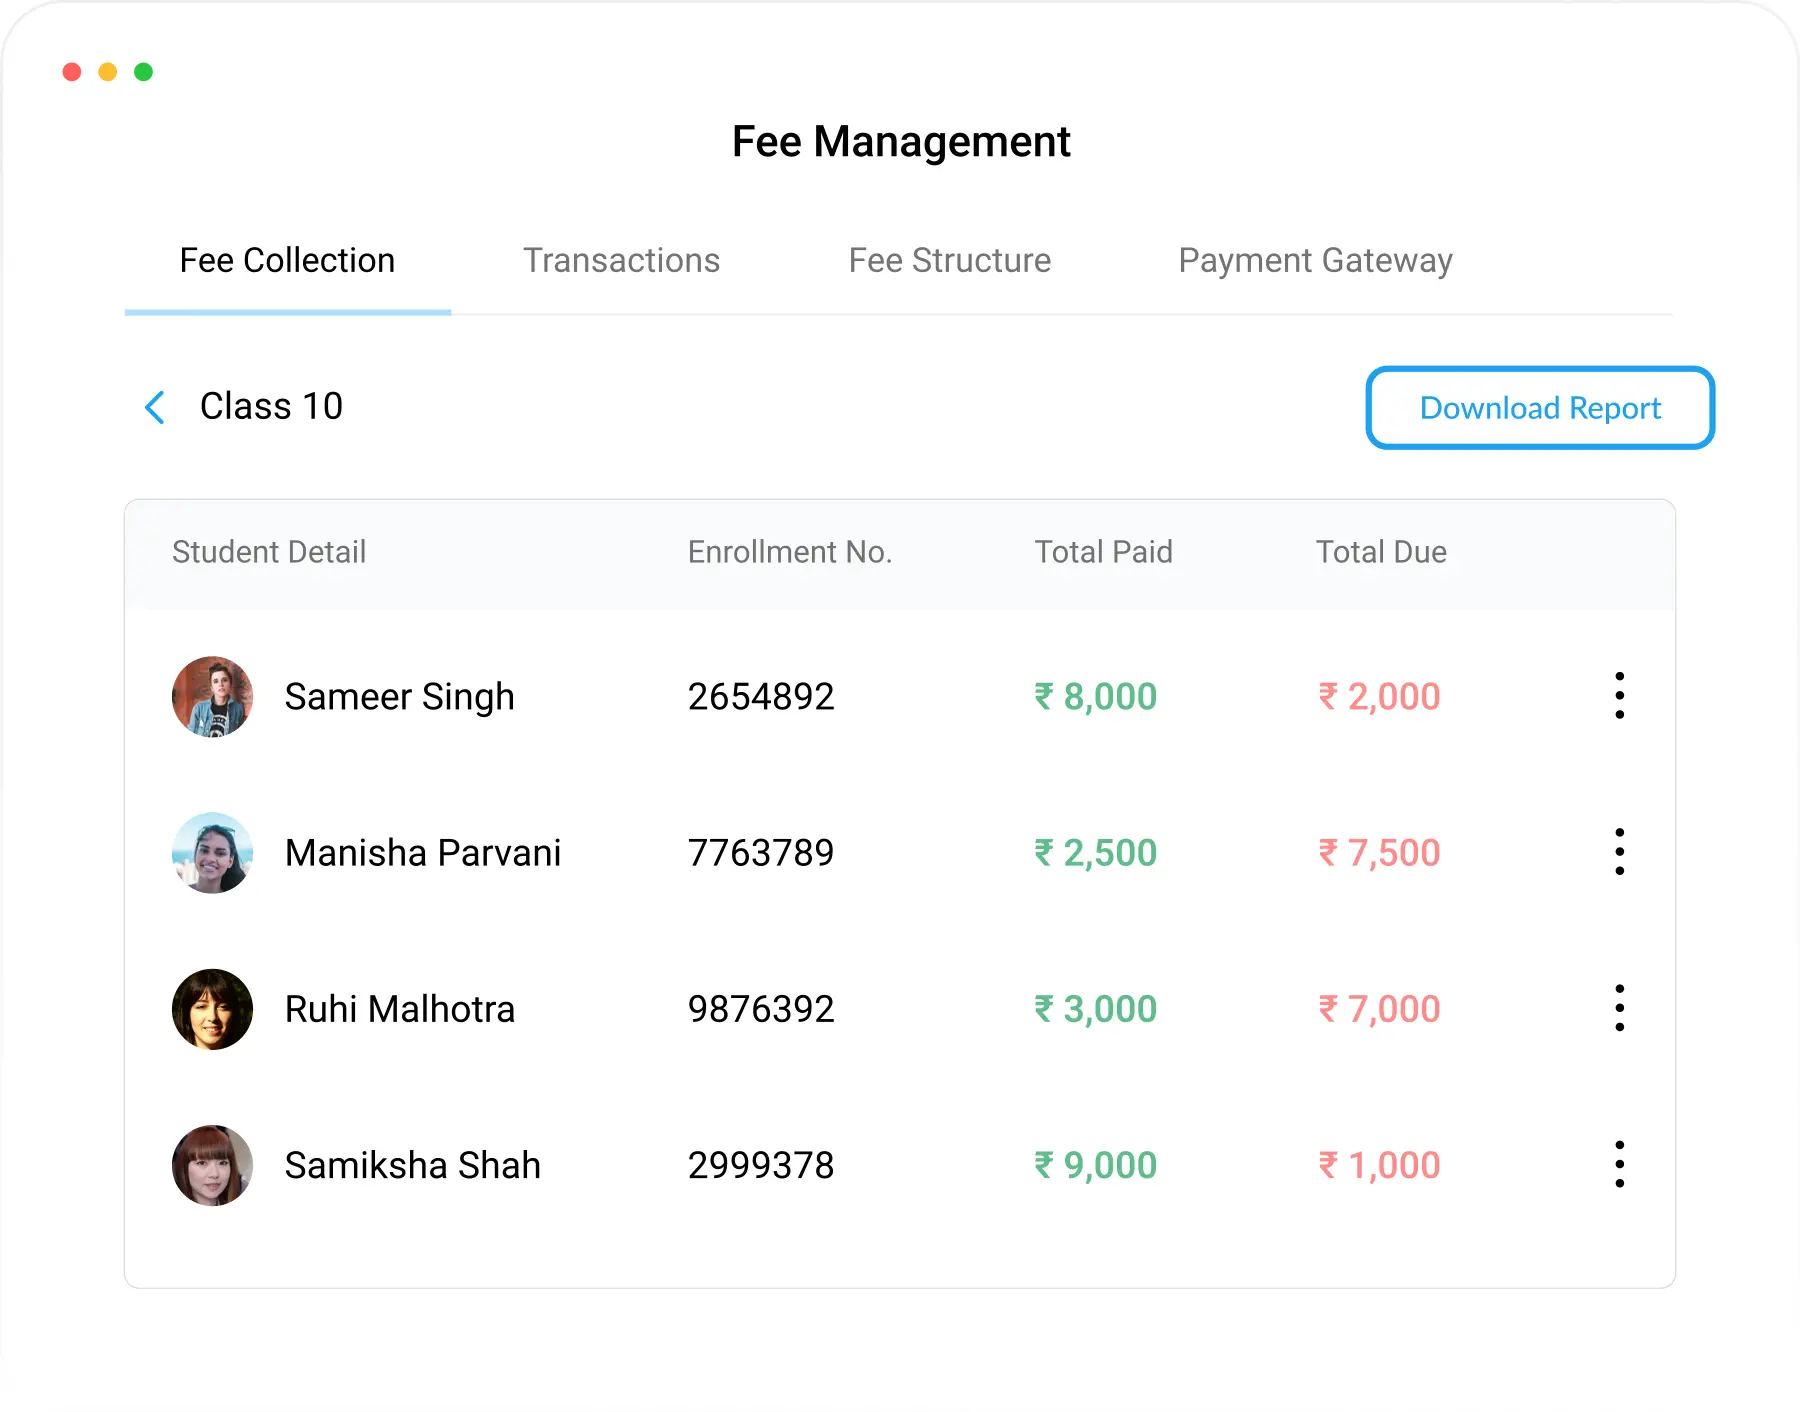 Fee Management
Fee Collection Transactions Fee Structure Payment Gateway
Class 10 Download Report
Student Detail Enrollment No. Total Paid Total Due
Sameer Singh 2654892 ₹ 8,000 ₹ 2,000
Manisha Parvani 7763789 ₹ 2,500 ₹ 7,500
Ruhi Malhotra 9876392 ₹ 3,000 ₹ 7,000
Samiksha Shah 2999378 ₹ 9,000 ₹ 1,000